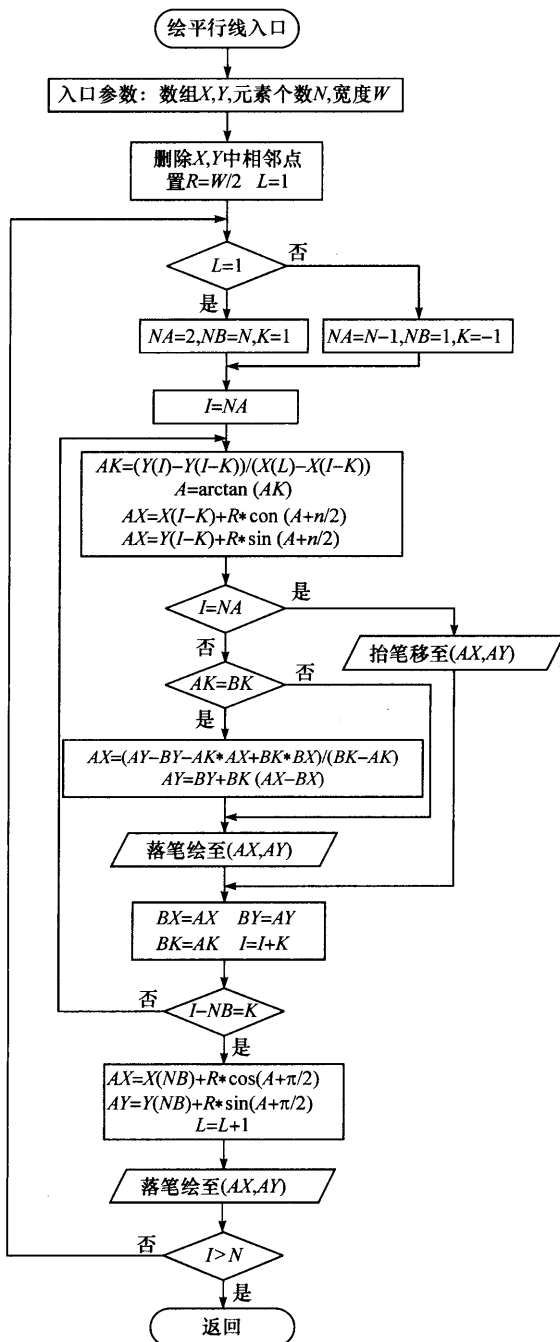 绘平行线入口
入口参数：数组X,Y,元素个数N,宽度W
删除X,Y中相邻点
置R=W/2 L=1
L=1
否
是
NA=2,NB=N,K=1
NA=N−1,NB=1,K=−1
I=NA
AK=(Y(I)−Y(I−K))/(X(L)−X(I−K))
A=arctan (AK)
AX=X(I−K)+R*con (A+n/2)
AX=Y(I−K)+R*sin (A+n/2)
I=NA
是
否
抬笔移至(AX,AY)
AK=BK
否
是
AX=(AY−BY−AK*AX+BK*BX)/(BK−AK)
AY=BY+BK (AX−BX)
落笔绘至(AX,AY)
BX=AX BY=AY
BK=AK I=I+K
否
I−NB=K
是
AX=X(NB)+R*cos(A+π/2)
AY=Y(NB)+R*sin(A+π/2)
L=L+1
落笔绘至(AX,AY)
否
I>N
是
返回